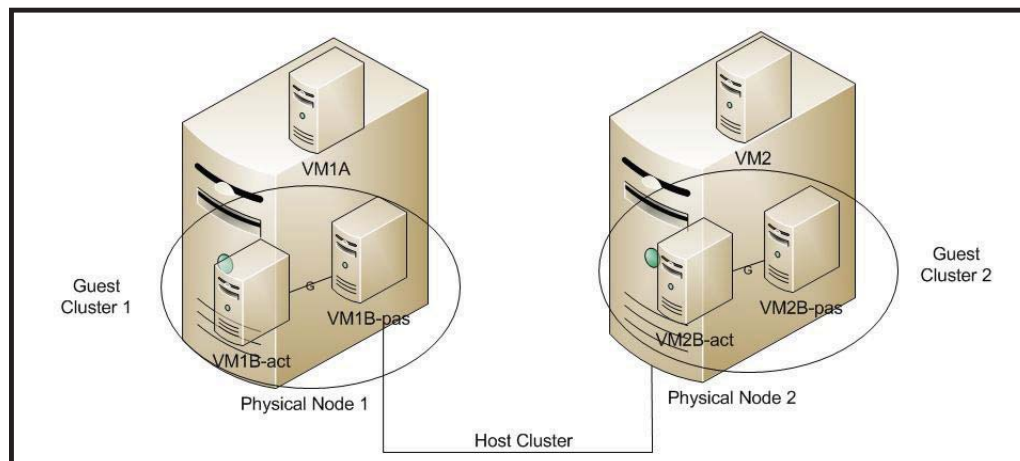 VM1A
VM2
Guest
Cluster 1
G
VM1B-pas
VM1B-act
Physical Node 1
G
VM2B-pas
VM2B-act
Guest
Cluster 2
Physical Node 2
Host Cluster